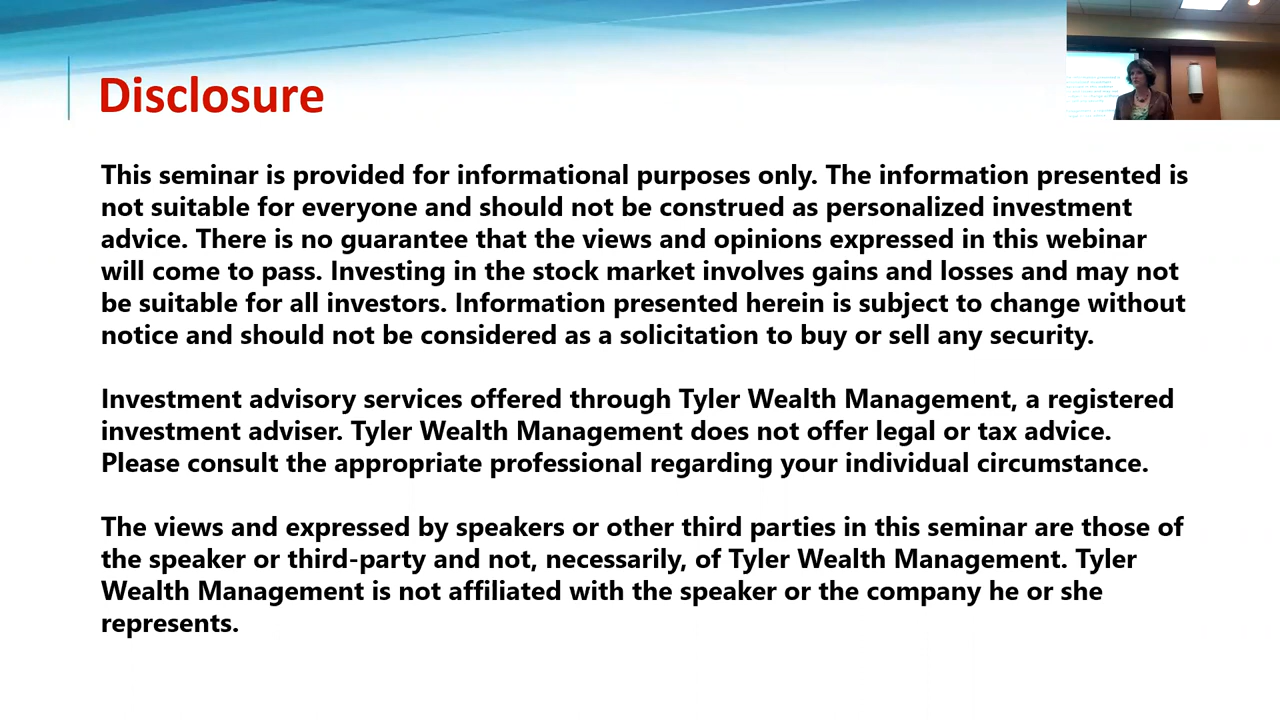 Disclosure
This seminar is provided for informational purposes only. The information presented is
not suitable for everyone and should not be construed as personalized investment
advice. There is no guarantee that the views and opinions expressed in this webinar
will come to pass. Investing in the stock market involves gains and losses and may not
be suitable for all investors. Information presented herein is subject to change without
notice and should not be considered as a solicitation to buy or sell any security.
Investment advisory services offered through Tyler Wealth Management, a registered
investment adviser. Tyler Wealth Management does not offer legal or tax advice.
Please consult the appropriate professional regarding your individual circumstance.
The views and expressed by speakers or other third parties in this seminar are those of
the speaker or third-party and not, necessarily, of Tyler Wealth Management. Tyler
Wealth Management is not affiliated with the speaker or the company he or she
represents.